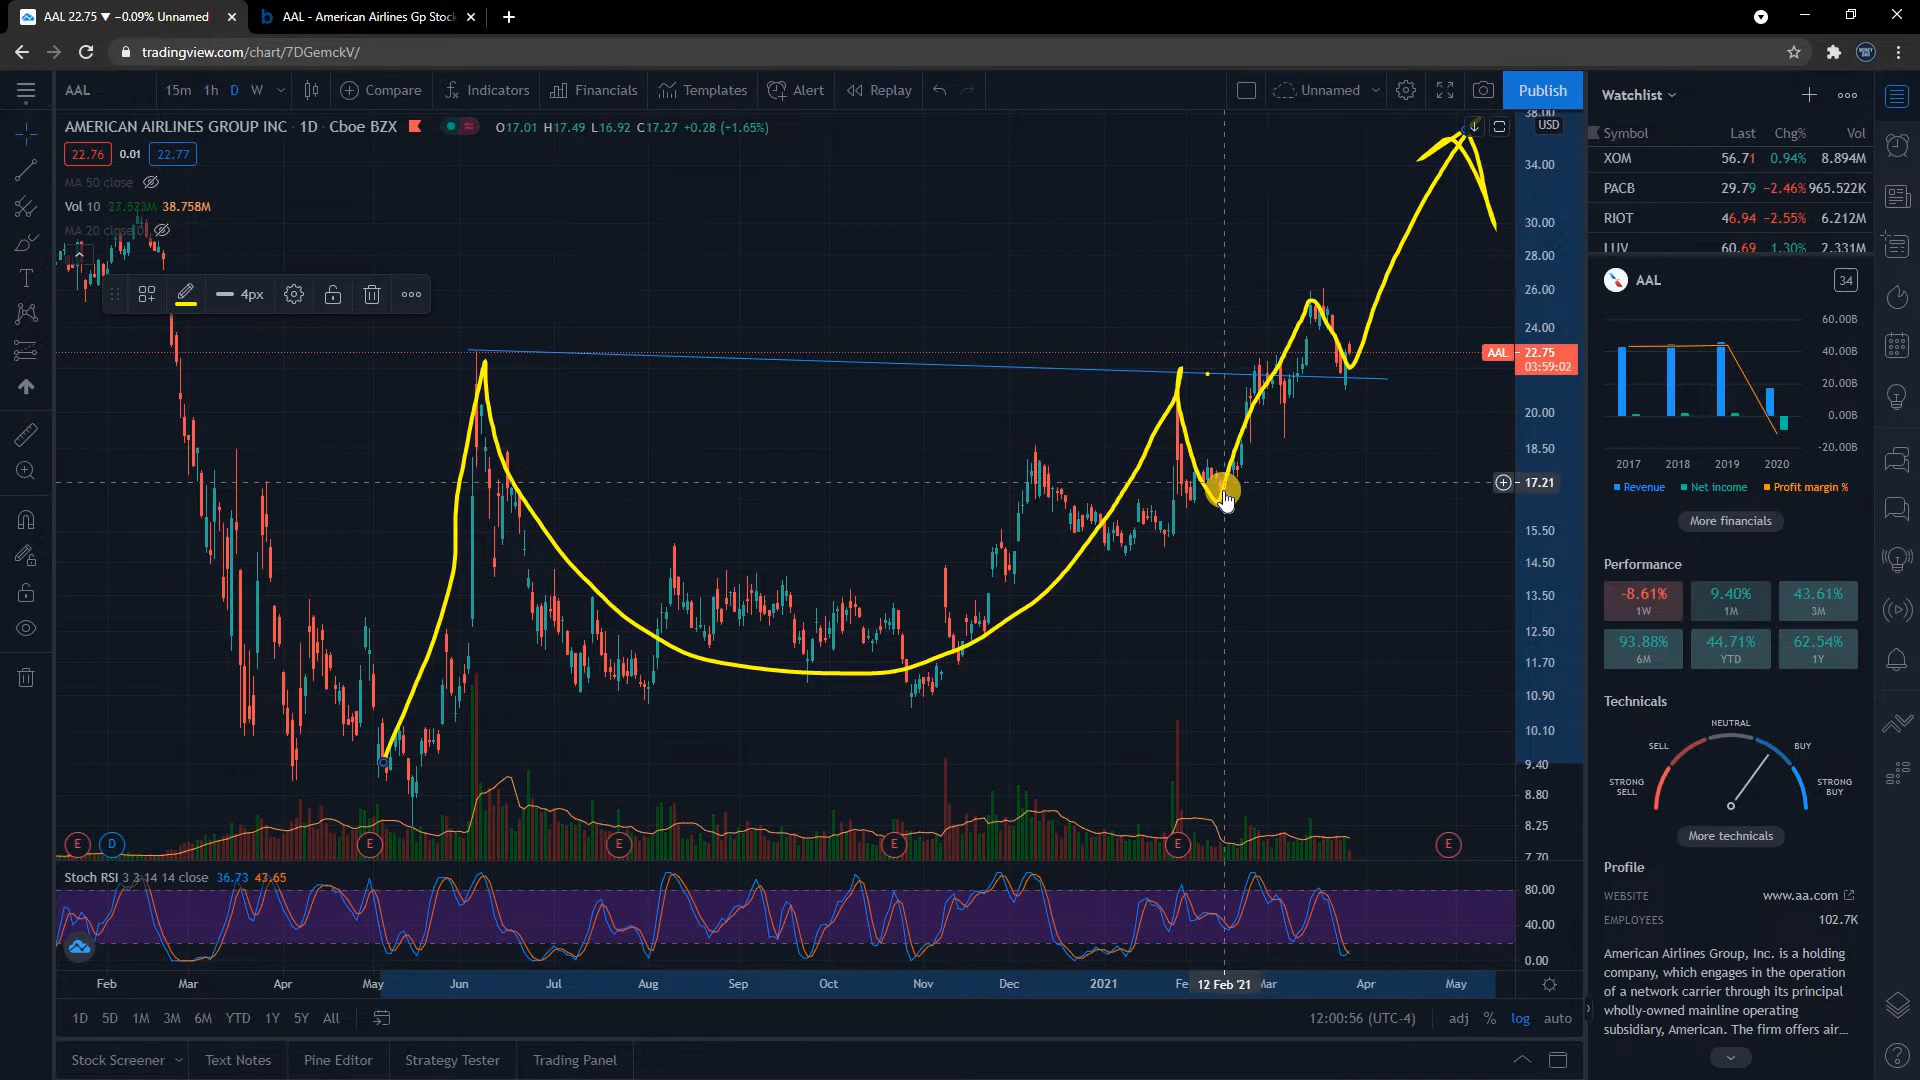 AAL 22.75 ▼ −0.09% Unnamed
AAL - American Airlines Gp Stock
tradingview.com/chart/7DGemckV/
AAL 15m 1h D W Compare Indicators Financials Templates Alert Replay Unnamed Publish
AMERICAN AIRLINES GROUP INC · 1D · Cboe BZX O17.01 H17.49 L16.92 C17.27 +0.28 (+1.65%)
22.76 0.01 22.77
MA 50 close
Vol 10 27.523M 38.758M
MA 20 close 0
4px
USD
38.00
34.00
30.00
28.00
26.00
24.00
AAL 22.75
03:59:02
20.00
18.50
17.21
15.50
14.50
13.50
12.50
11.70
10.90
10.10
9.40
8.80
8.25
7.70
E D E E E E E
Stoch RSI 3 3 14 14 close 36.73 43.65
80.00
40.00
0.00
Feb Mar Apr May Jun Jul Aug Sep Oct Nov Dec 2021 Fe 12 Feb '21 Mar Apr May
1D 5D 1M 3M 6M YTD 1Y 5Y All
12:00:56 (UTC-4) adj % log auto
Stock Screener Text Notes Pine Editor Strategy Tester Trading Panel
Watchlist
Symbol Last Chg% Vol
XOM 56.71 0.94% 8.894M
PACB 29.79 −2.46% 965.522K
RIOT 46.94 −2.55% 6.212M
LUV 60.69 1.30% 2.331M
AAL 34
60.00B
40.00B
20.00B
0.00B
-20.00B
2017 2018 2019 2020
Revenue Net income Profit margin %
More financials
Performance
-8.61% 9.40% 43.61%
1W 1M 3M
93.88% 44.71% 62.54%
6M YTD 1Y
Technicals
NEUTRAL
SELL BUY
STRONG SELL STRONG BUY
More technicals
Profile
WEBSITE www.aa.com
EMPLOYEES 102.7K
American Airlines Group, Inc. is a holding
company, which engages in the operation
of a network carrier through its principal
wholly-owned mainline operating
subsidiary, American. The firm offers air...